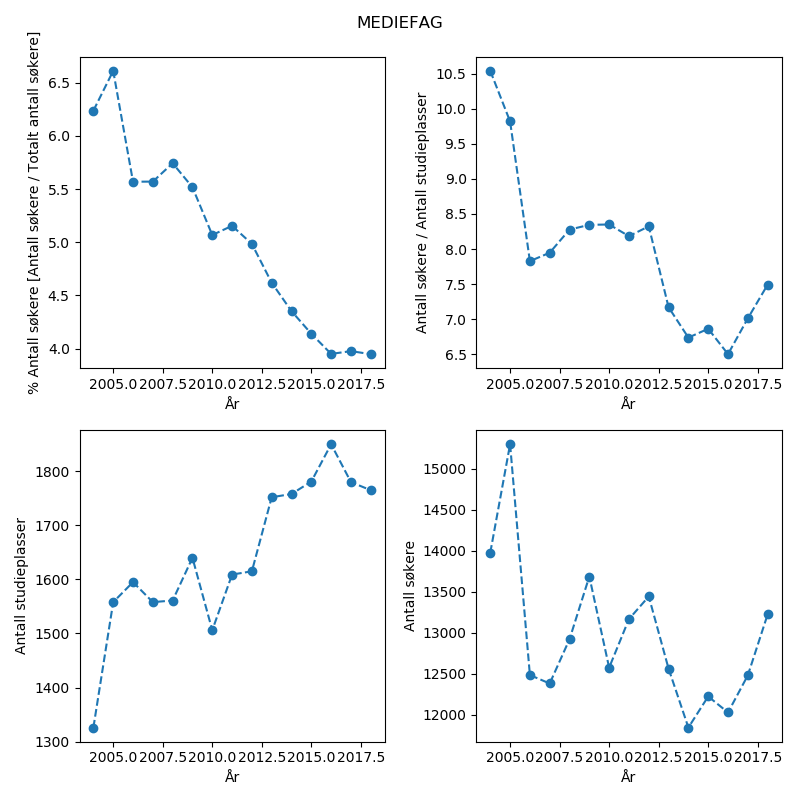 MEDIEFAG
% Antall søkere [Antall søkere / Totalt antall søkere]
6.5
6.0
5.5
5.0
4.5
4.0
2005.0 2007.5 2010.0 2012.5 2015.0 2017.5
År
Antall søkere / Antall studieplasser
10.5
10.0
9.5
9.0
8.5
8.0
7.5
7.0
6.5
2005.0 2007.5 2010.0 2012.5 2015.0 2017.5
År
Antall studieplasser
1800
1700
1600
1500
1400
1300
2005.0 2007.5 2010.0 2012.5 2015.0 2017.5
År
Antall søkere
15000
14500
14000
13500
13000
12500
12000
2005.0 2007.5 2010.0 2012.5 2015.0 2017.5
År